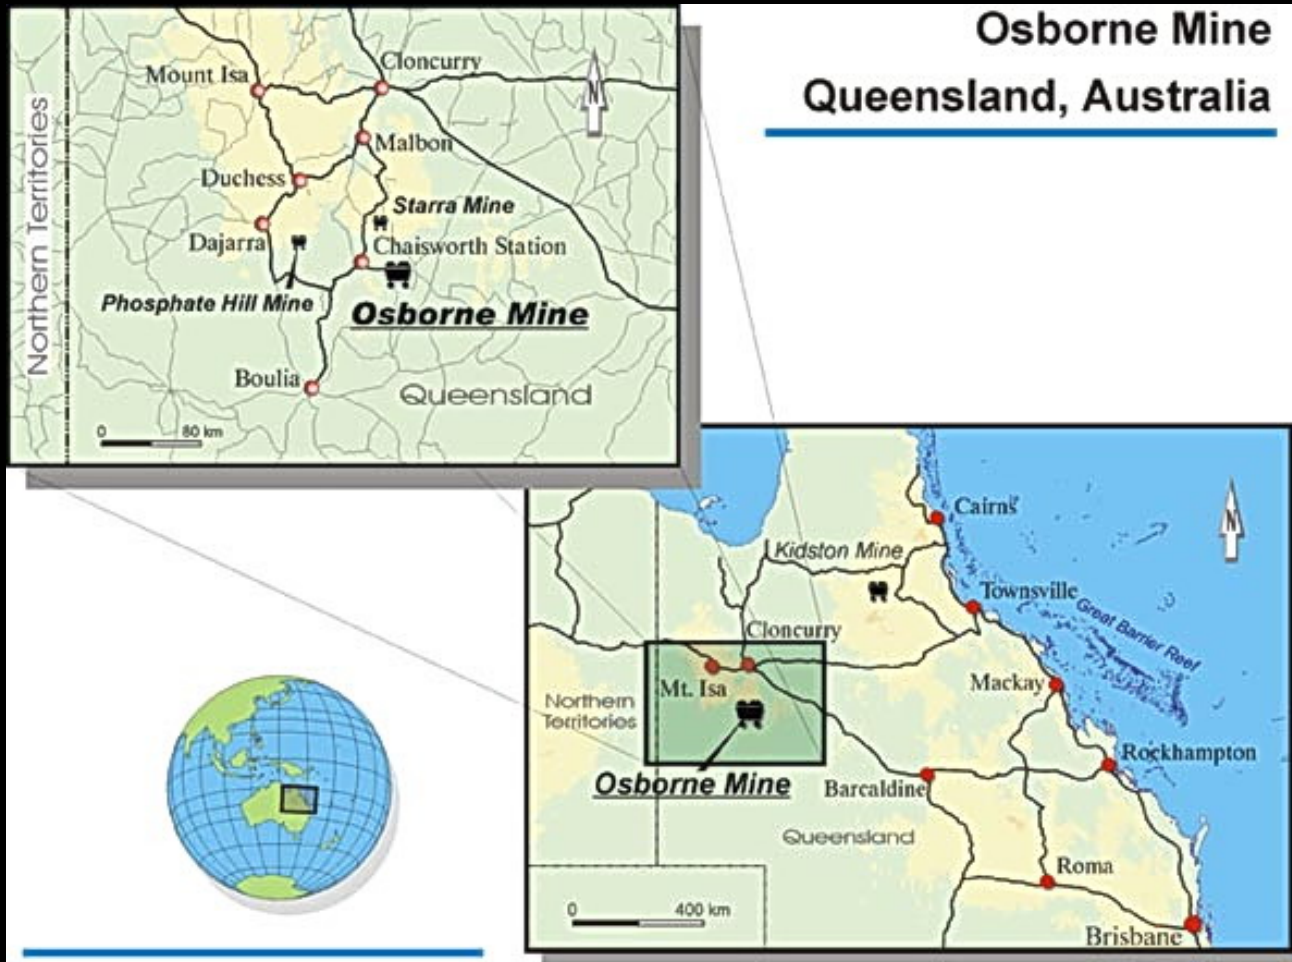 Osborne Mine
Queensland, Australia
Mount Isa
Cloncurry
N
Malbon
Duchess
Starra Mine
Dajarra
Chaisworth Station
Phosphate Hill Mine
Osborne Mine
Northern Territories
Boulia
Queensland
0 80 km
Cairns
N
Kidston Mine
Townsville
Great Barrier Reef
Cloncurry
Mt. Isa
Mackay
Northern
Territories
Rockhampton
Osborne Mine
Barcaldine
Queensland
Roma
0 400 km
Brisbane